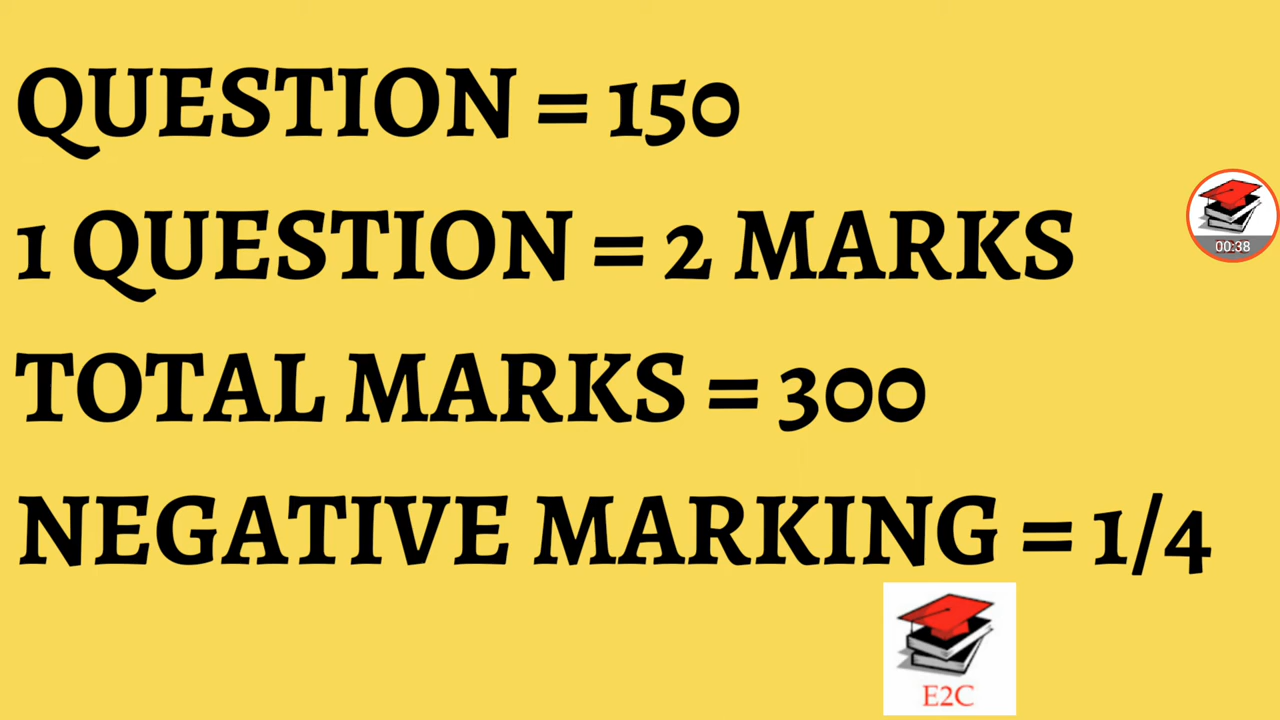 QUESTION = 150
1 QUESTION = 2 MARKS
00:38
TOTAL MARKS = 300
NEGATIVE MARKING = 1/4
E2C